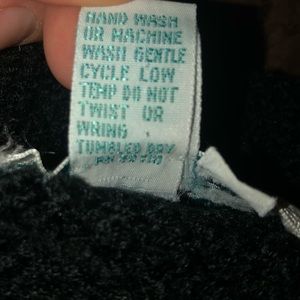 HAND WASH
OR MACHINE
WASH GENTLE
CYCLE LOW
TEMP DO NOT
TWIST OR
WRING
TUMBLED DRY